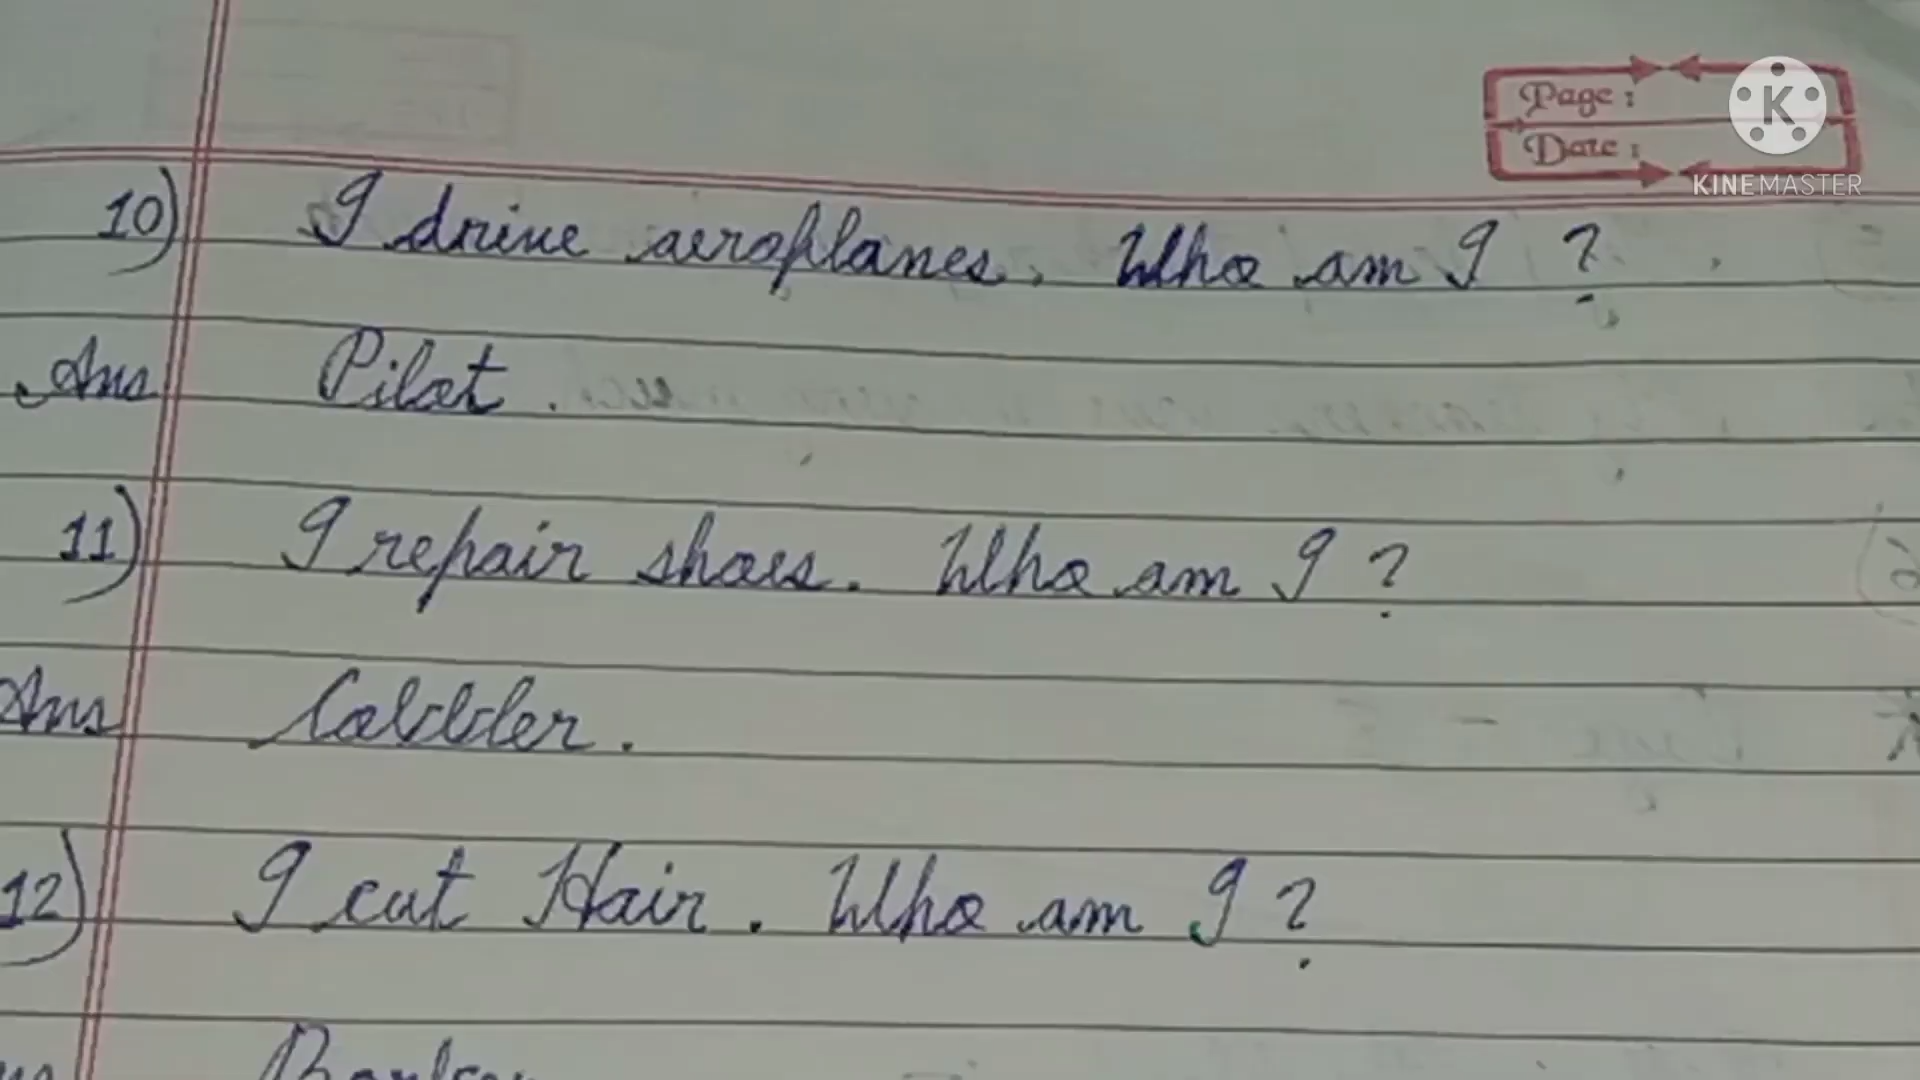 Page :
Date :
KINEMASTER
10) I drive aeroplanes. Who am I ?
Ans Pilot.
11) I repair shoes. Who am I ?
Ans Cobbler.
12) I cut Hair. Who am I ?